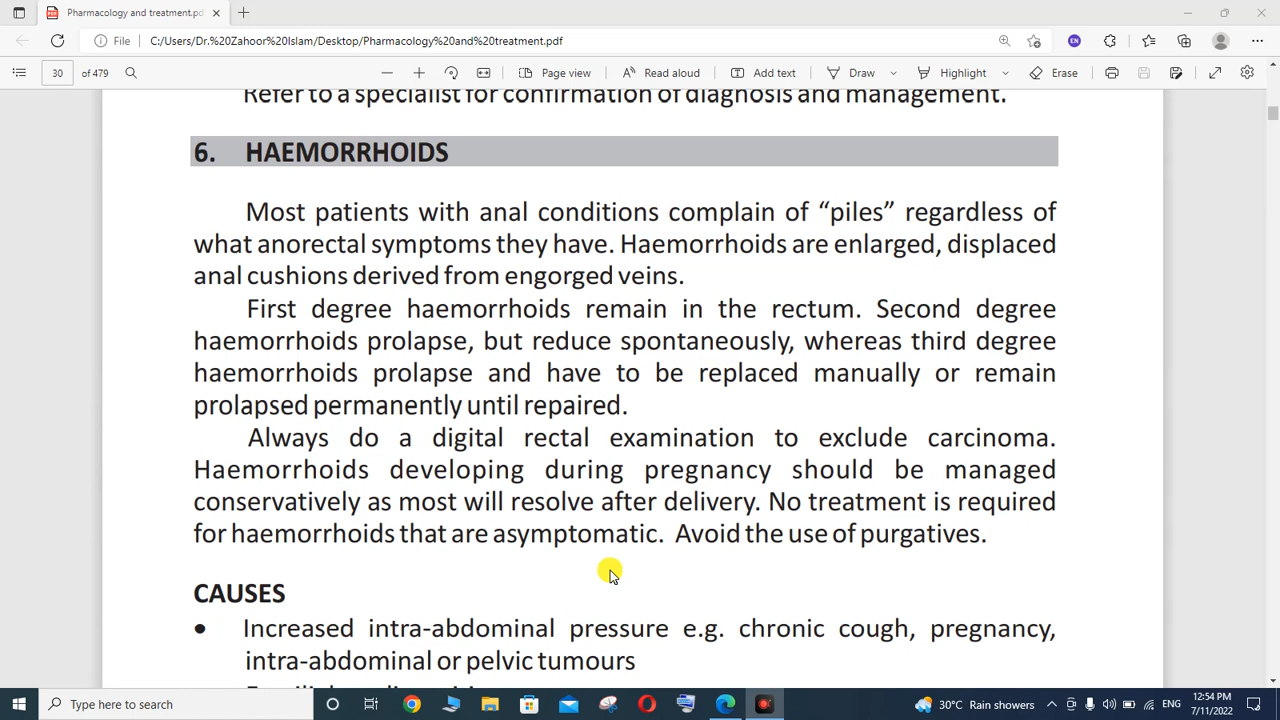 Pharmacology and treatment.pd
File
C:/Users/Dr.%20Zahoor%20Islam/Desktop/Pharmacology%20and%20treatment.pdf
EN
30 of 479
Page view
Read aloud
Add text
Draw
Highlight
Erase
Refer to a specialist for confirmation of diagnosis and management.
6. HAEMORRHOIDS
Most patients with anal conditions complain of “piles” regardless of
what anorectal symptoms they have. Haemorrhoids are enlarged, displaced
anal cushions derived from engorged veins.
First degree haemorrhoids remain in the rectum. Second degree
haemorrhoids prolapse, but reduce spontaneously, whereas third degree
haemorrhoids prolapse and have to be replaced manually or remain
prolapsed permanently until repaired.
Always do a digital rectal examination to exclude carcinoma.
Haemorrhoids developing during pregnancy should be managed
conservatively as most will resolve after delivery. No treatment is required
for haemorrhoids that are asymptomatic. Avoid the use of purgatives.
CAUSES
• Increased intra-abdominal pressure e.g. chronic cough, pregnancy,
intra-abdominal or pelvic tumours
Type here to search
30°C Rain showers
ENG
12:54 PM
7/11/2022